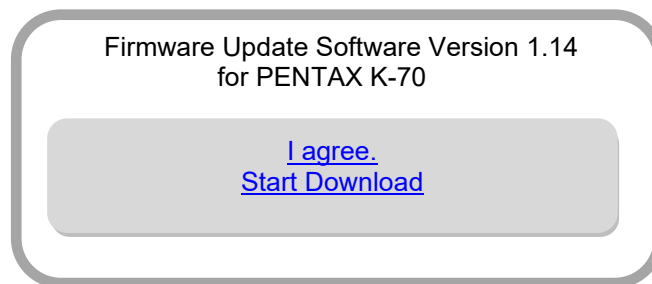 Firmware Update Software Version 1.14
for PENTAX K-70
I agree.
Start Download